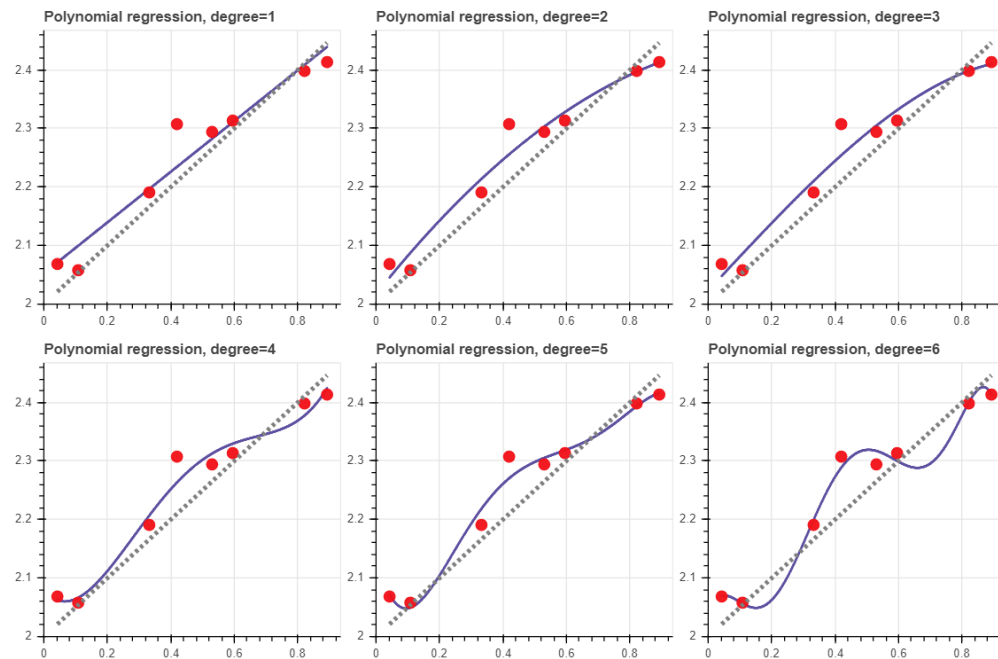 Polynomial regression, degree=1
2.4
2.3
2.2
2.1
2
0 0.2 0.4 0.6 0.8
Polynomial regression, degree=2
2.4
2.3
2.2
2.1
2
0 0.2 0.4 0.6 0.8
Polynomial regression, degree=3
2.4
2.3
2.2
2.1
2
0 0.2 0.4 0.6 0.8
Polynomial regression, degree=4
2.4
2.3
2.2
2.1
2
0 0.2 0.4 0.6 0.8
Polynomial regression, degree=5
2.4
2.3
2.2
2.1
2
0 0.2 0.4 0.6 0.8
Polynomial regression, degree=6
2.4
2.3
2.2
2.1
2
0 0.2 0.4 0.6 0.8